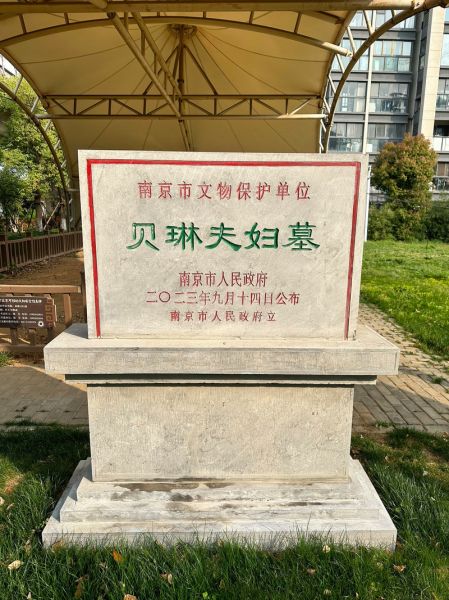 南京市文物保护单位
贝琳夫妇墓
南京市人民政府
二〇二三年九月十四日公布
南京市人民政府立